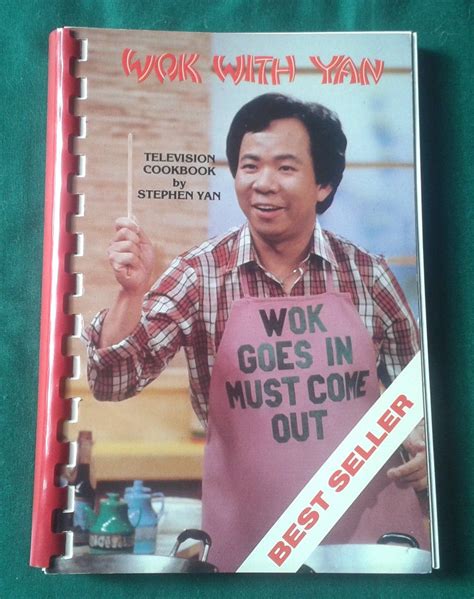 WOK WITH YAN
TELEVISION
COOKBOOK
by
STEPHEN YAN
WOK
GOES IN
MUST COME
OUT
BEST SELLER